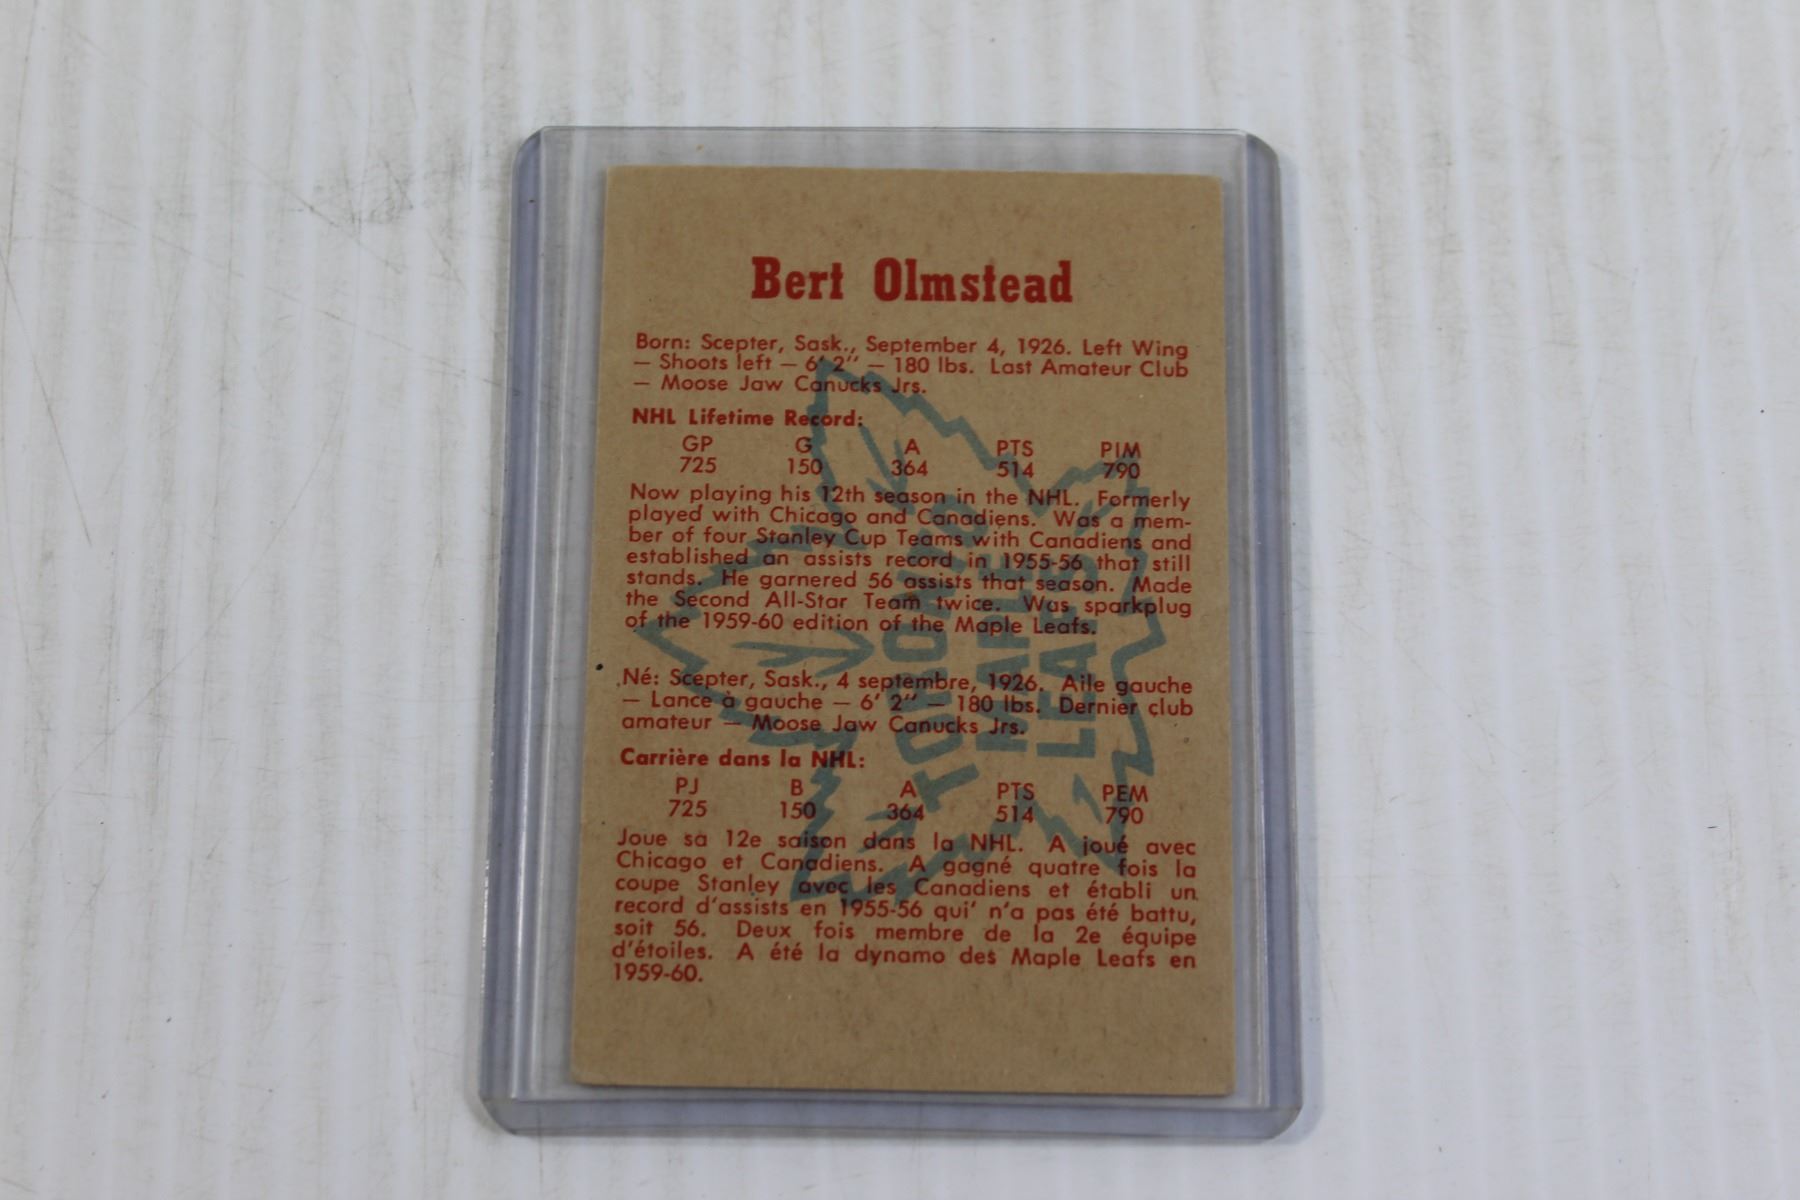 Bert Olmstead
Born: Scepter, Sask., September 4, 1926. Left Wing
— Shoots left — 6' 2" — 180 lbs. Last Amateur Club
— Moose Jaw Canucks Jrs.
NHL Lifetime Record:
GP G A PTS PIM
725 150 364 514 790
Now playing his 12th season in the NHL. Formerly
played with Chicago and Canadiens. Was a mem-
ber of four Stanley Cup Teams with Canadiens and
established an assists record in 1955-56 that still
stands. He garnered 56 assists that season. Made
the Second All-Star Team twice. Was sparkplug
of the 1959-60 edition of the Maple Leafs.
Né: Scepter, Sask., 4 septembre, 1926. Aile gauche
— Lance à gauche — 6' 2" — 180 lbs. Dernier club
amateur — Moose Jaw Canucks Jrs.
Carrière dans la NHL:
PJ B A PTS PEM
725 150 364 514 790
Joue sa 12e saison dans la NHL. A joué avec
Chicago et Canadiens. A gagné quatre fois la
coupe Stanley avec les Canadiens et établi un
record d'assists en 1955-56 qui' n'a pas été battu,
soit 56. Deux fois membre de la 2e équipe
d'étoiles. A été la dynamo des Maple Leafs en
1959-60.
TORONTO
MAPLE
LEAFS